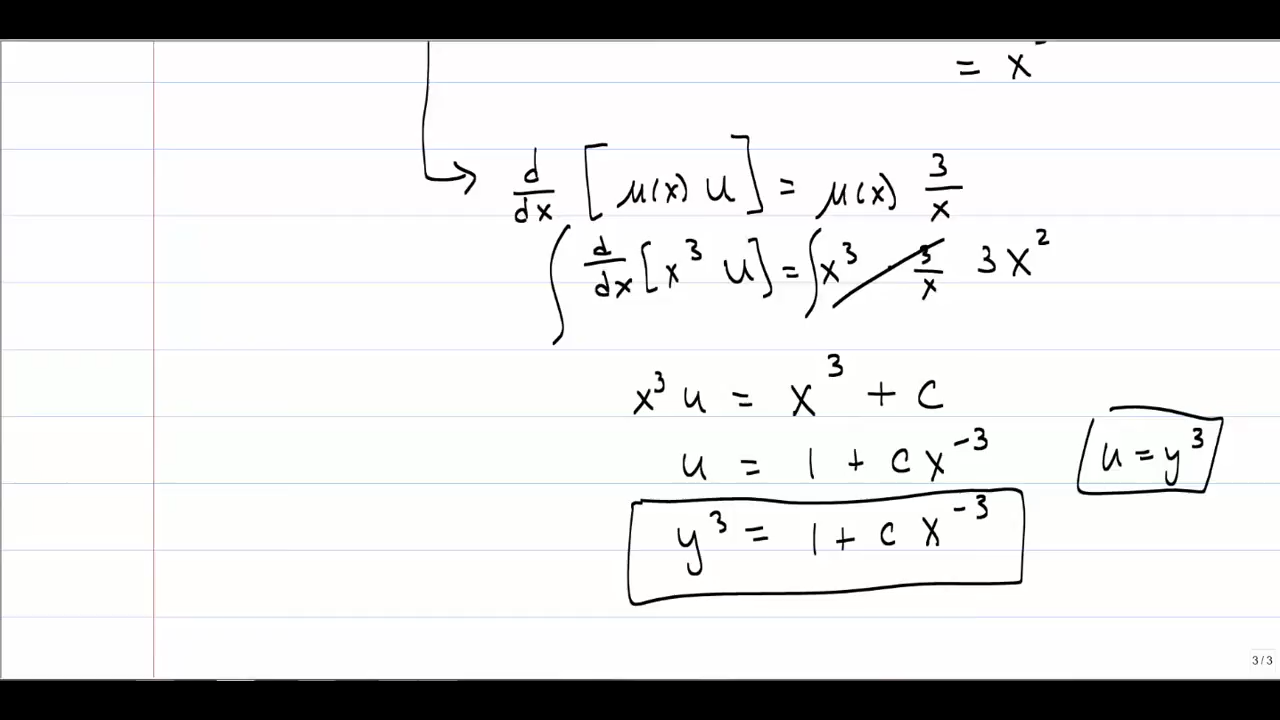 = x
d/dx [μ(x) u] = μ(x) 3/x
∫ d/dx [x³ u] = ∫ x³ · 3/x 3x²
x³ u = x³ + c
u = 1 + c x⁻³
u = y³
y³ = 1 + c x⁻³
3 / 3